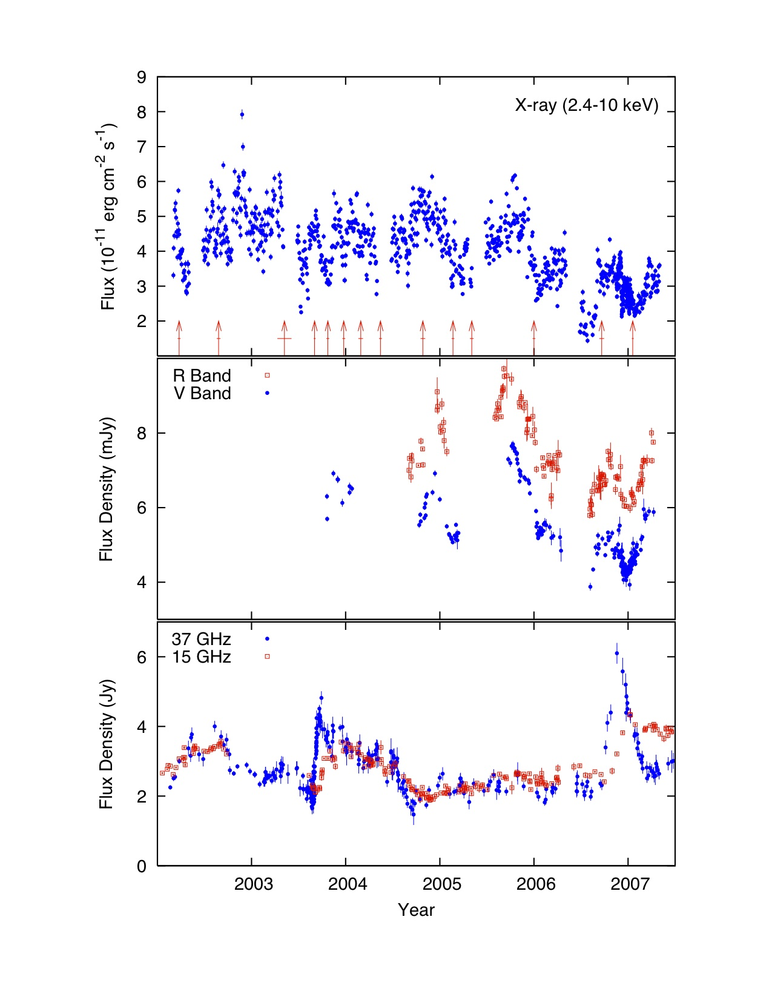 X-ray (2.4-10 keV)
Flux (10⁻¹¹ erg cm⁻² s⁻¹)
9
8
7
6
5
4
3
2
R Band
V Band
Flux Density (mJy)
8
6
4
37 GHz
15 GHz
Flux Density (Jy)
6
4
2
0
2003 2004 2005 2006 2007
Year